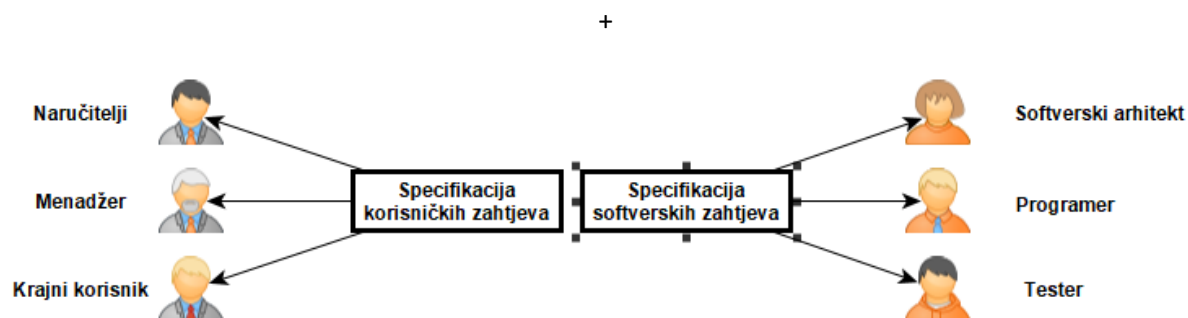 Naručitelji
Menadžer
Krajni korisnik
Specifikacija
korisničkih zahtjeva
Specifikacija
softverskih zahtjeva
Softverski arhitekt
Programer
Tester